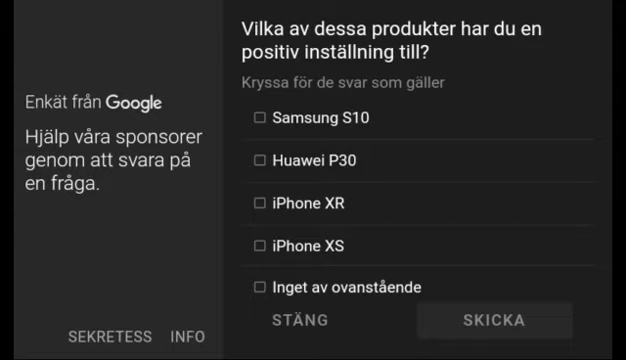 Enkät från Google
Hjälp våra sponsorer
genom att svara på
en fråga.
SEKRETESS INFO
Vilka av dessa produkter har du en
positiv inställning till?
Kryssa för de svar som gäller
Samsung S10
Huawei P30
iPhone XR
iPhone XS
Inget av ovanstående
STÄNG SKICKA